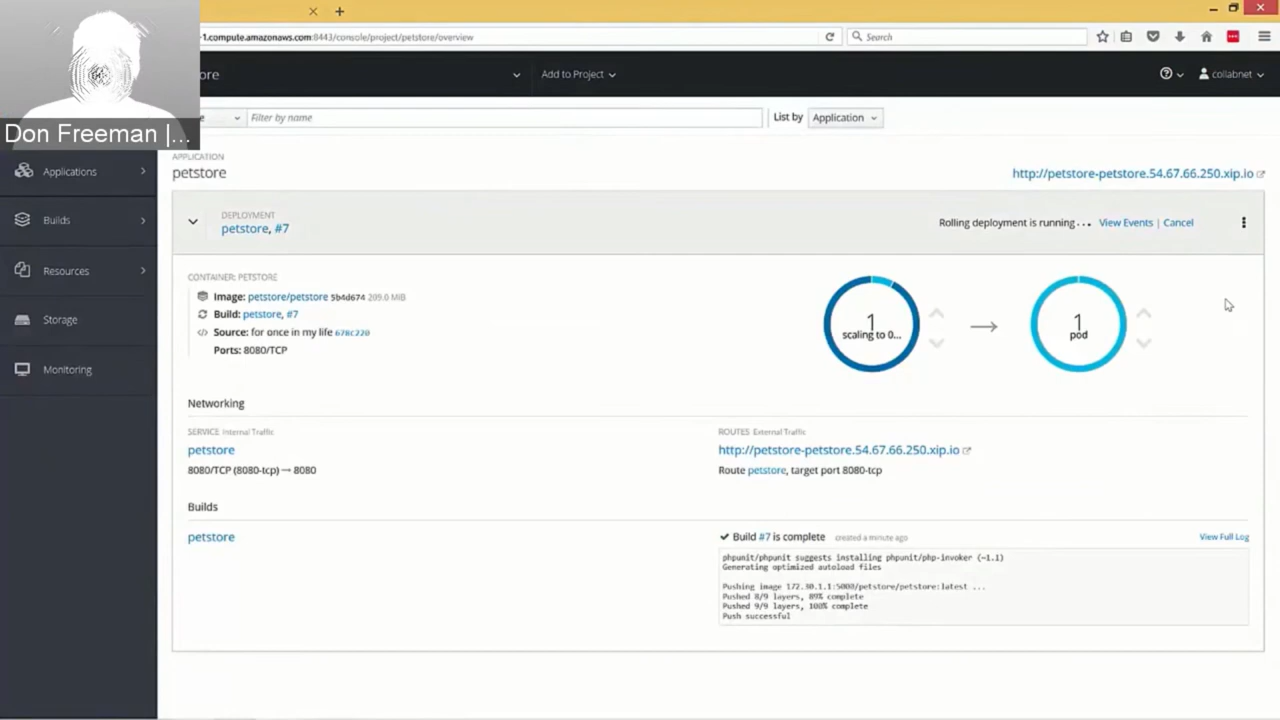 1.compute.amazonaws.com:8443/console/project/petstore/overview
Search
ore
Add to Project
collabnet
Don Freeman |...
e
Filter by name
List by
Application
APPLICATION
petstore
http://petstore-petstore.54.67.66.250.xip.io
Applications
Builds
Resources
Storage
Monitoring
DEPLOYMENT
petstore, #7
Rolling deployment is running... View Events | Cancel
CONTAINER: PETSTORE
Image: petstore/petstore 5b4d674 209.0 MiB
Build: petstore, #7
Source: for once in my life 678c220
Ports: 8080/TCP
1
scaling to 0...
1
pod
Networking
SERVICE Internal Traffic
petstore
8080/TCP (8080-tcp) → 8080
ROUTES External Traffic
http://petstore-petstore.54.67.66.250.xip.io
Route petstore, target port 8080-tcp
Builds
petstore
Build #7 is complete created a minute ago
View Full Log
phpunit/phpunit suggests installing phpunit/php-invoker (~1.1)
Generating optimized autoload files
Pushing image 172.30.1.1:5000/petstore/petstore:latest ...
Pushed 8/9 layers, 89% complete
Pushed 9/9 layers, 100% complete
Push successful